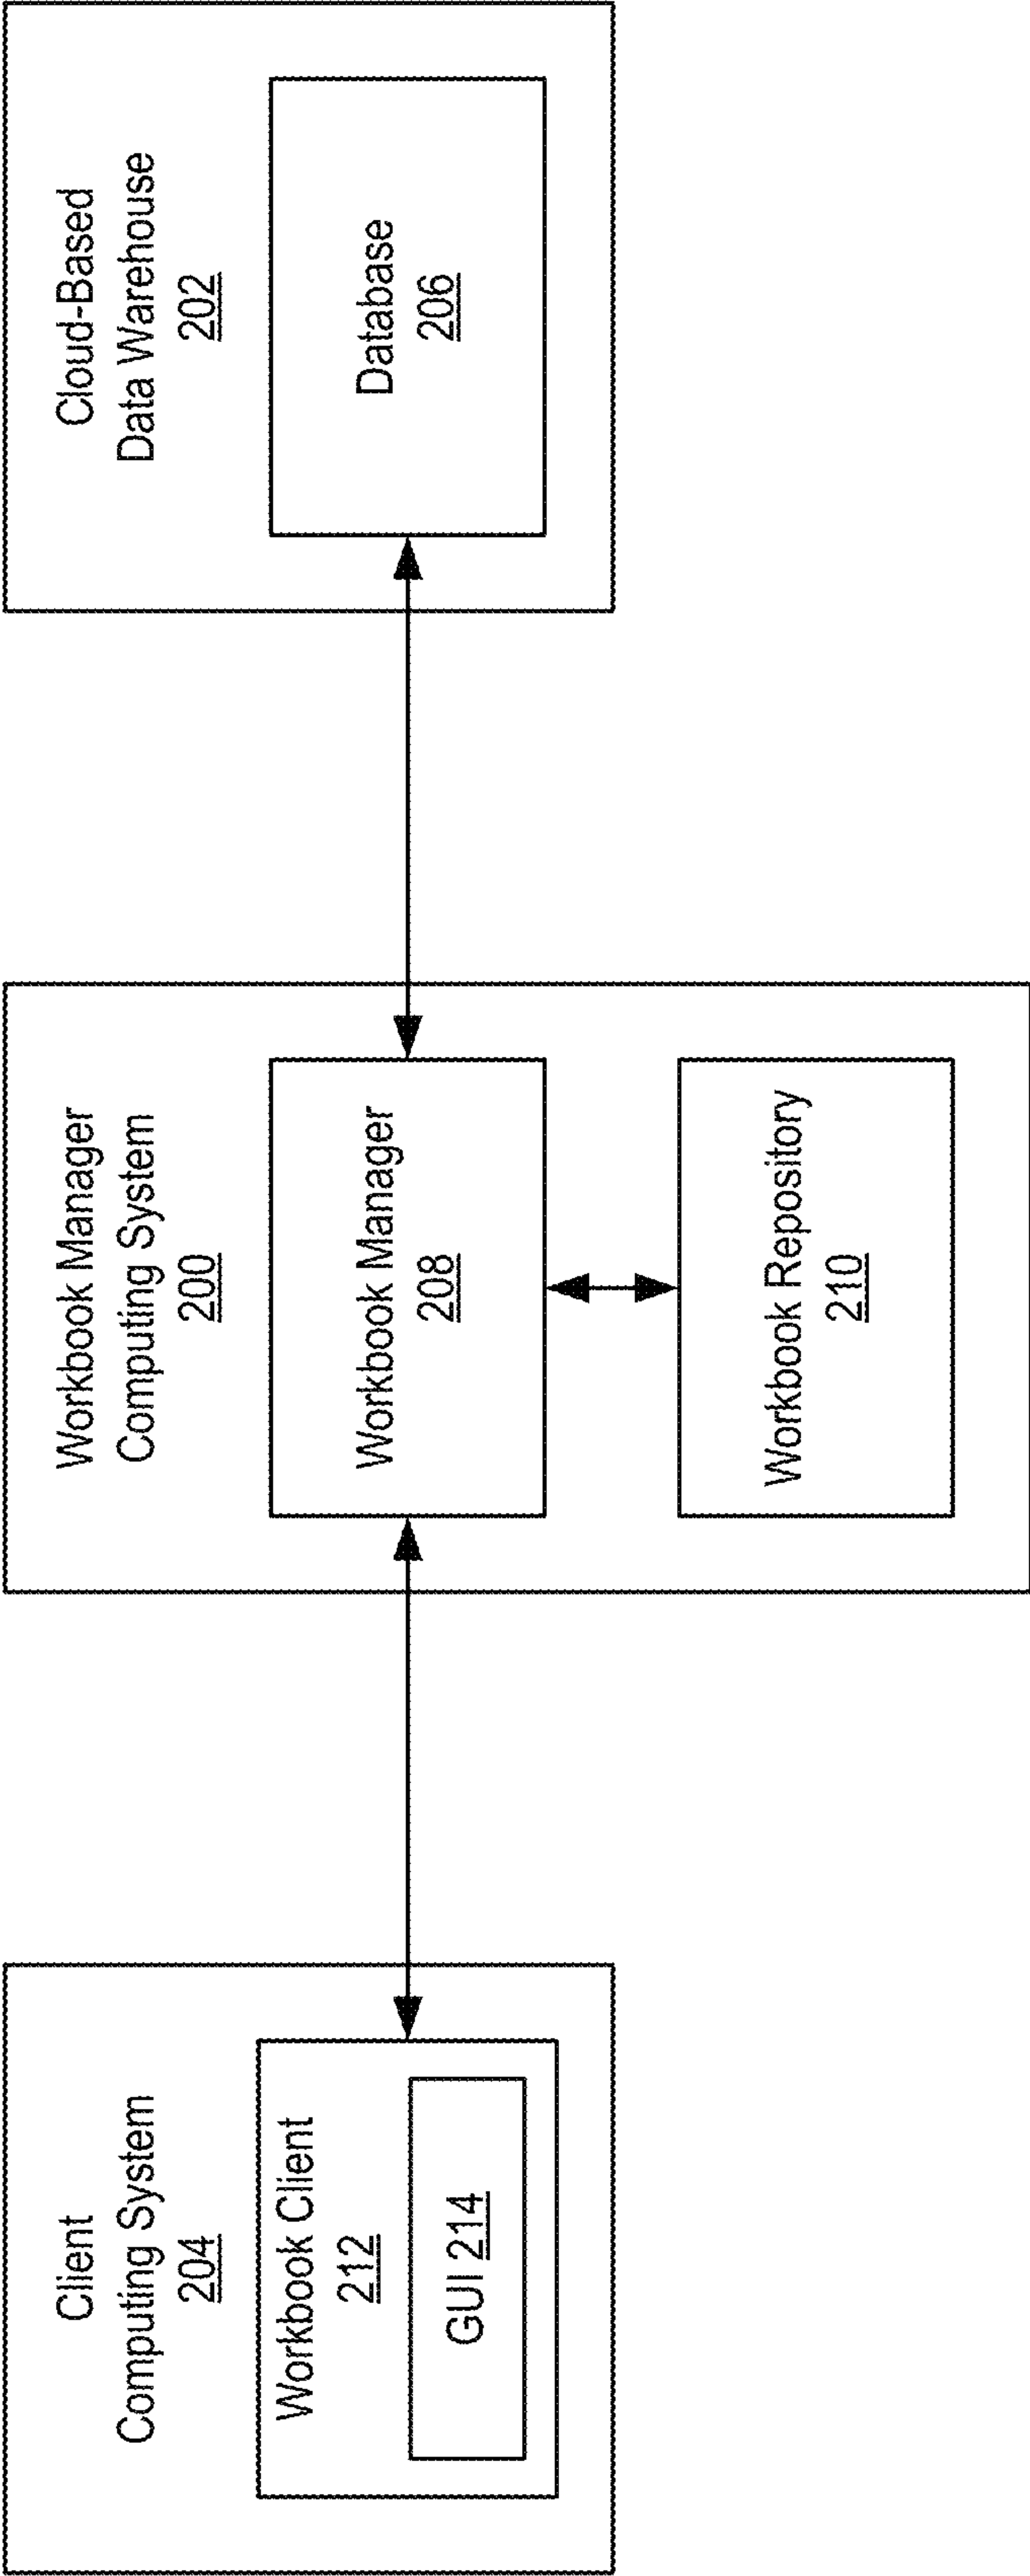 Client
Computing System
204
Workbook Client
212
GUI 214
Workbook Manager
Computing System
200
Workbook Manager
208
Workbook Repository
210
Cloud-Based
Data Warehouse
202
Database
206